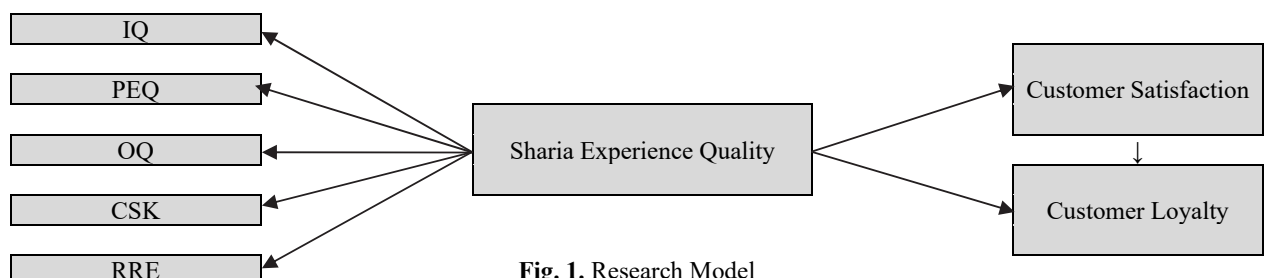 IQ
PEQ
OQ
CSK
RRE
Sharia Experience Quality
Customer Satisfaction
↓
Customer Loyalty
Fig. 1. Research Model